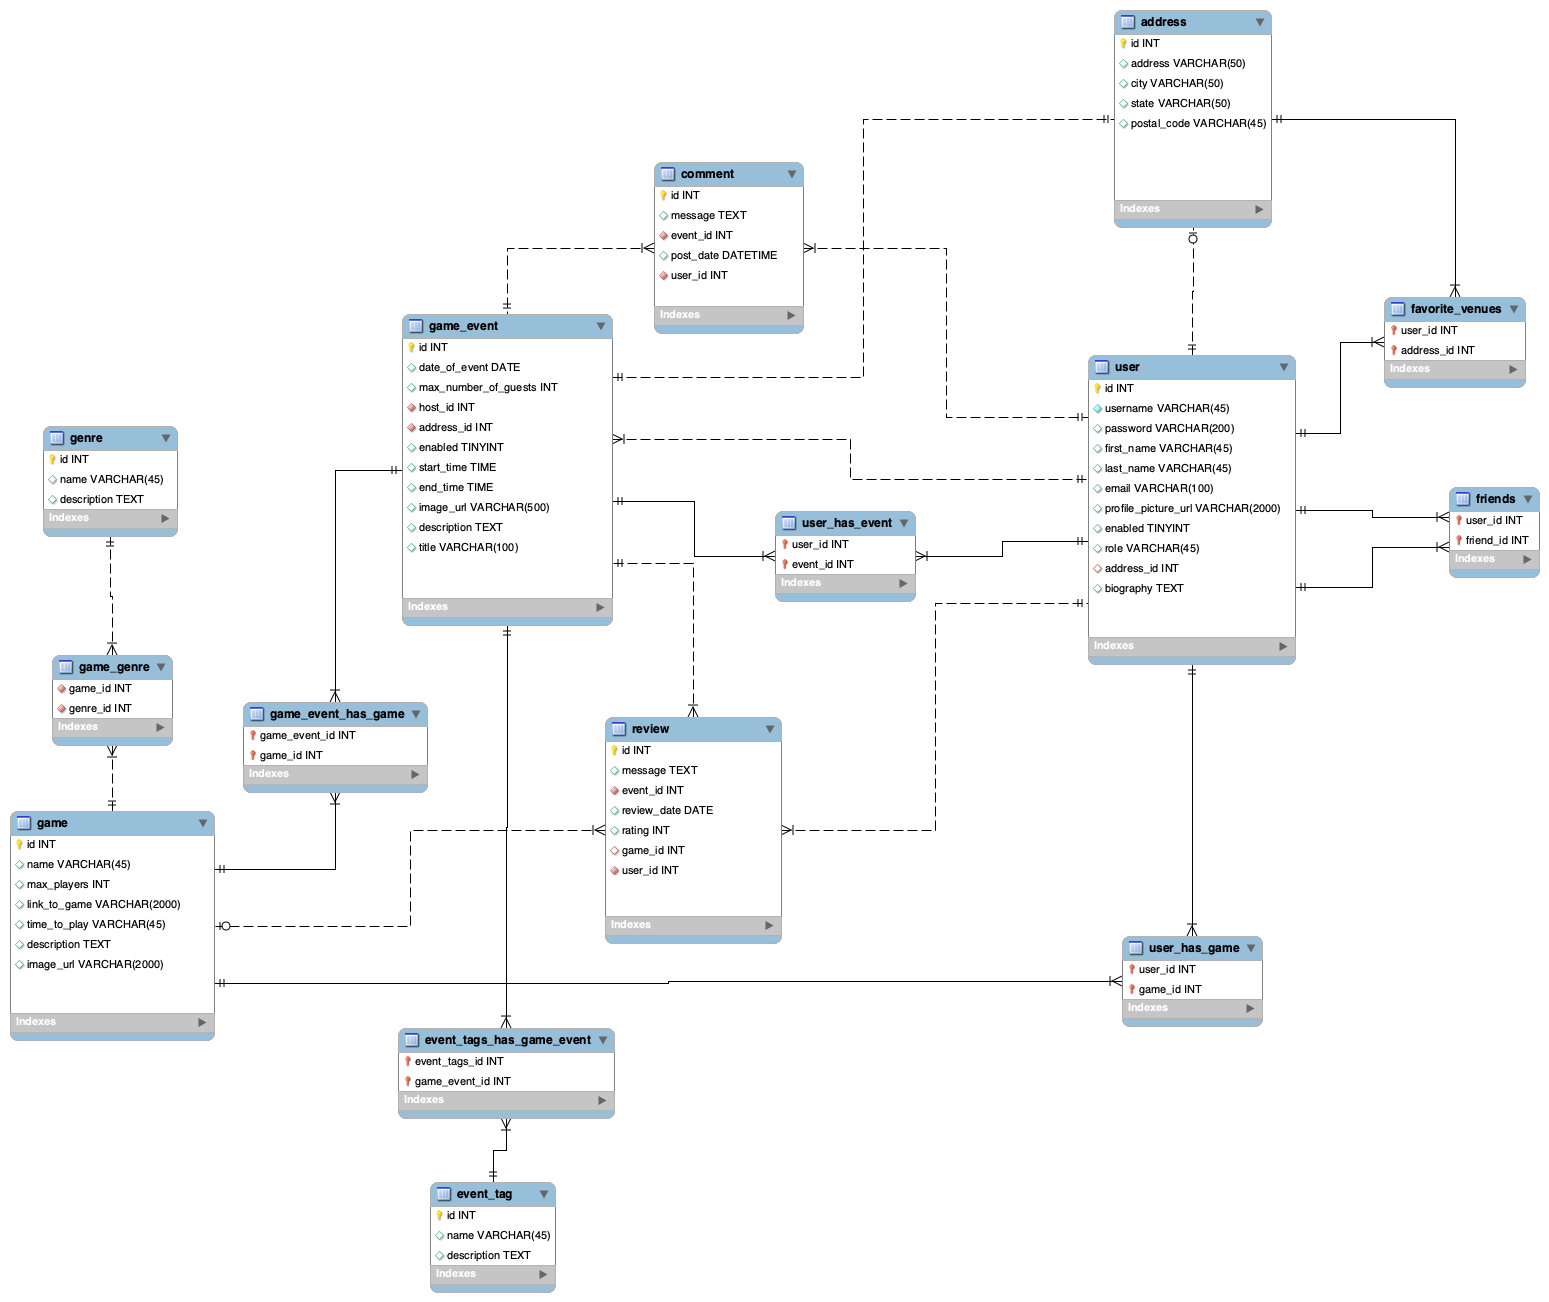 address
id INT
address VARCHAR(50)
city VARCHAR(50)
state VARCHAR(50)
postal_code VARCHAR(45)
Indexes
comment
id INT
message TEXT
event_id INT
post_date DATETIME
user_id INT
Indexes
favorite_venues
user_id INT
address_id INT
Indexes
game_event
id INT
date_of_event DATE
max_number_of_guests INT
host_id INT
address_id INT
enabled TINYINT
start_time TIME
end_time TIME
image_url VARCHAR(500)
description TEXT
title VARCHAR(100)
Indexes
user
id INT
username VARCHAR(45)
password VARCHAR(200)
first_name VARCHAR(45)
last_name VARCHAR(45)
email VARCHAR(100)
profile_picture_url VARCHAR(2000)
enabled TINYINT
role VARCHAR(45)
address_id INT
biography TEXT
Indexes
genre
id INT
name VARCHAR(45)
description TEXT
Indexes
friends
user_id INT
friend_id INT
Indexes
user_has_event
user_id INT
event_id INT
Indexes
game_genre
game_id INT
genre_id INT
Indexes
game_event_has_game
game_event_id INT
game_id INT
Indexes
review
id INT
message TEXT
event_id INT
review_date DATE
rating INT
game_id INT
user_id INT
Indexes
game
id INT
name VARCHAR(45)
max_players INT
link_to_game VARCHAR(2000)
time_to_play VARCHAR(45)
description TEXT
image_url VARCHAR(2000)
Indexes
user_has_game
user_id INT
game_id INT
Indexes
event_tags_has_game_event
event_tags_id INT
game_event_id INT
Indexes
event_tag
id INT
name VARCHAR(45)
description TEXT
Indexes